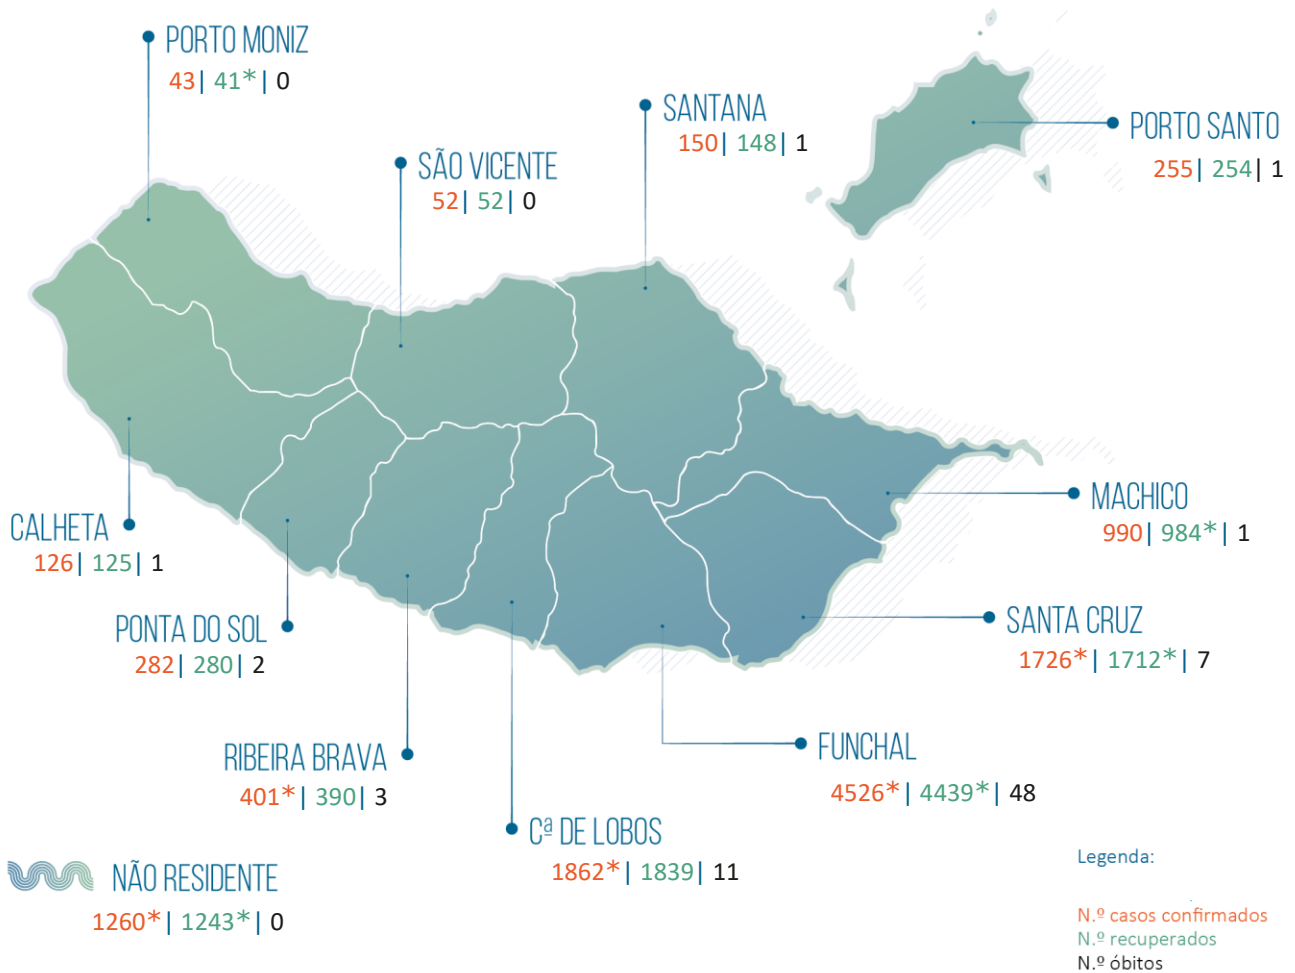 PORTO MONIZ
43| 41*| 0
SANTANA
150| 148| 1
PORTO SANTO
255| 254| 1
SÃO VICENTE
52| 52| 0
CALHETA
126| 125| 1
MACHICO
990| 984*| 1
PONTA DO SOL
282| 280| 2
SANTA CRUZ
1726*| 1712*| 7
RIBEIRA BRAVA
401*| 390| 3
FUNCHAL
4526*| 4439*| 48
Cª DE LOBOS
1862*| 1839| 11
NÃO RESIDENTE
1260*| 1243*| 0
Legenda:
N.º casos confirmados
N.º recuperados
N.º óbitos